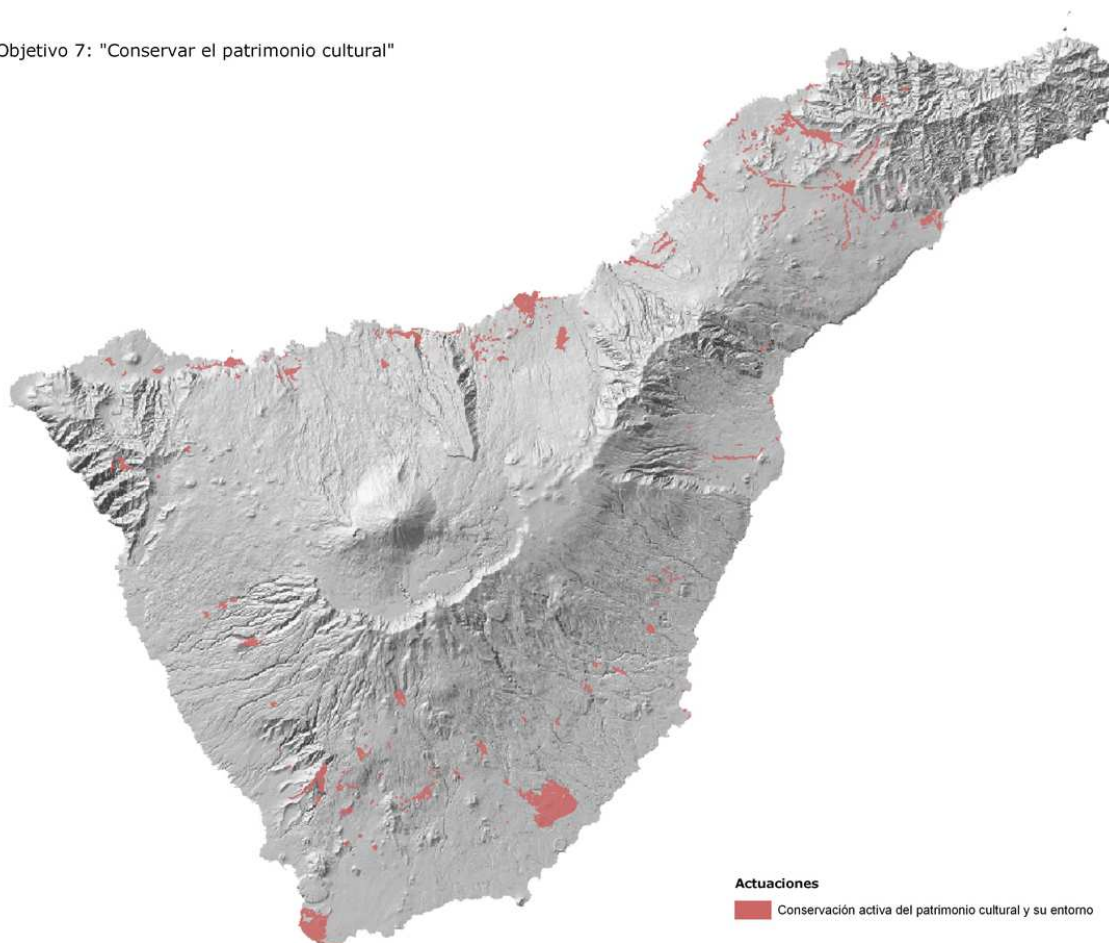 Objetivo 7: "Conservar el patrimonio cultural"
Actuaciones
Conservación activa del patrimonio cultural y su entorno